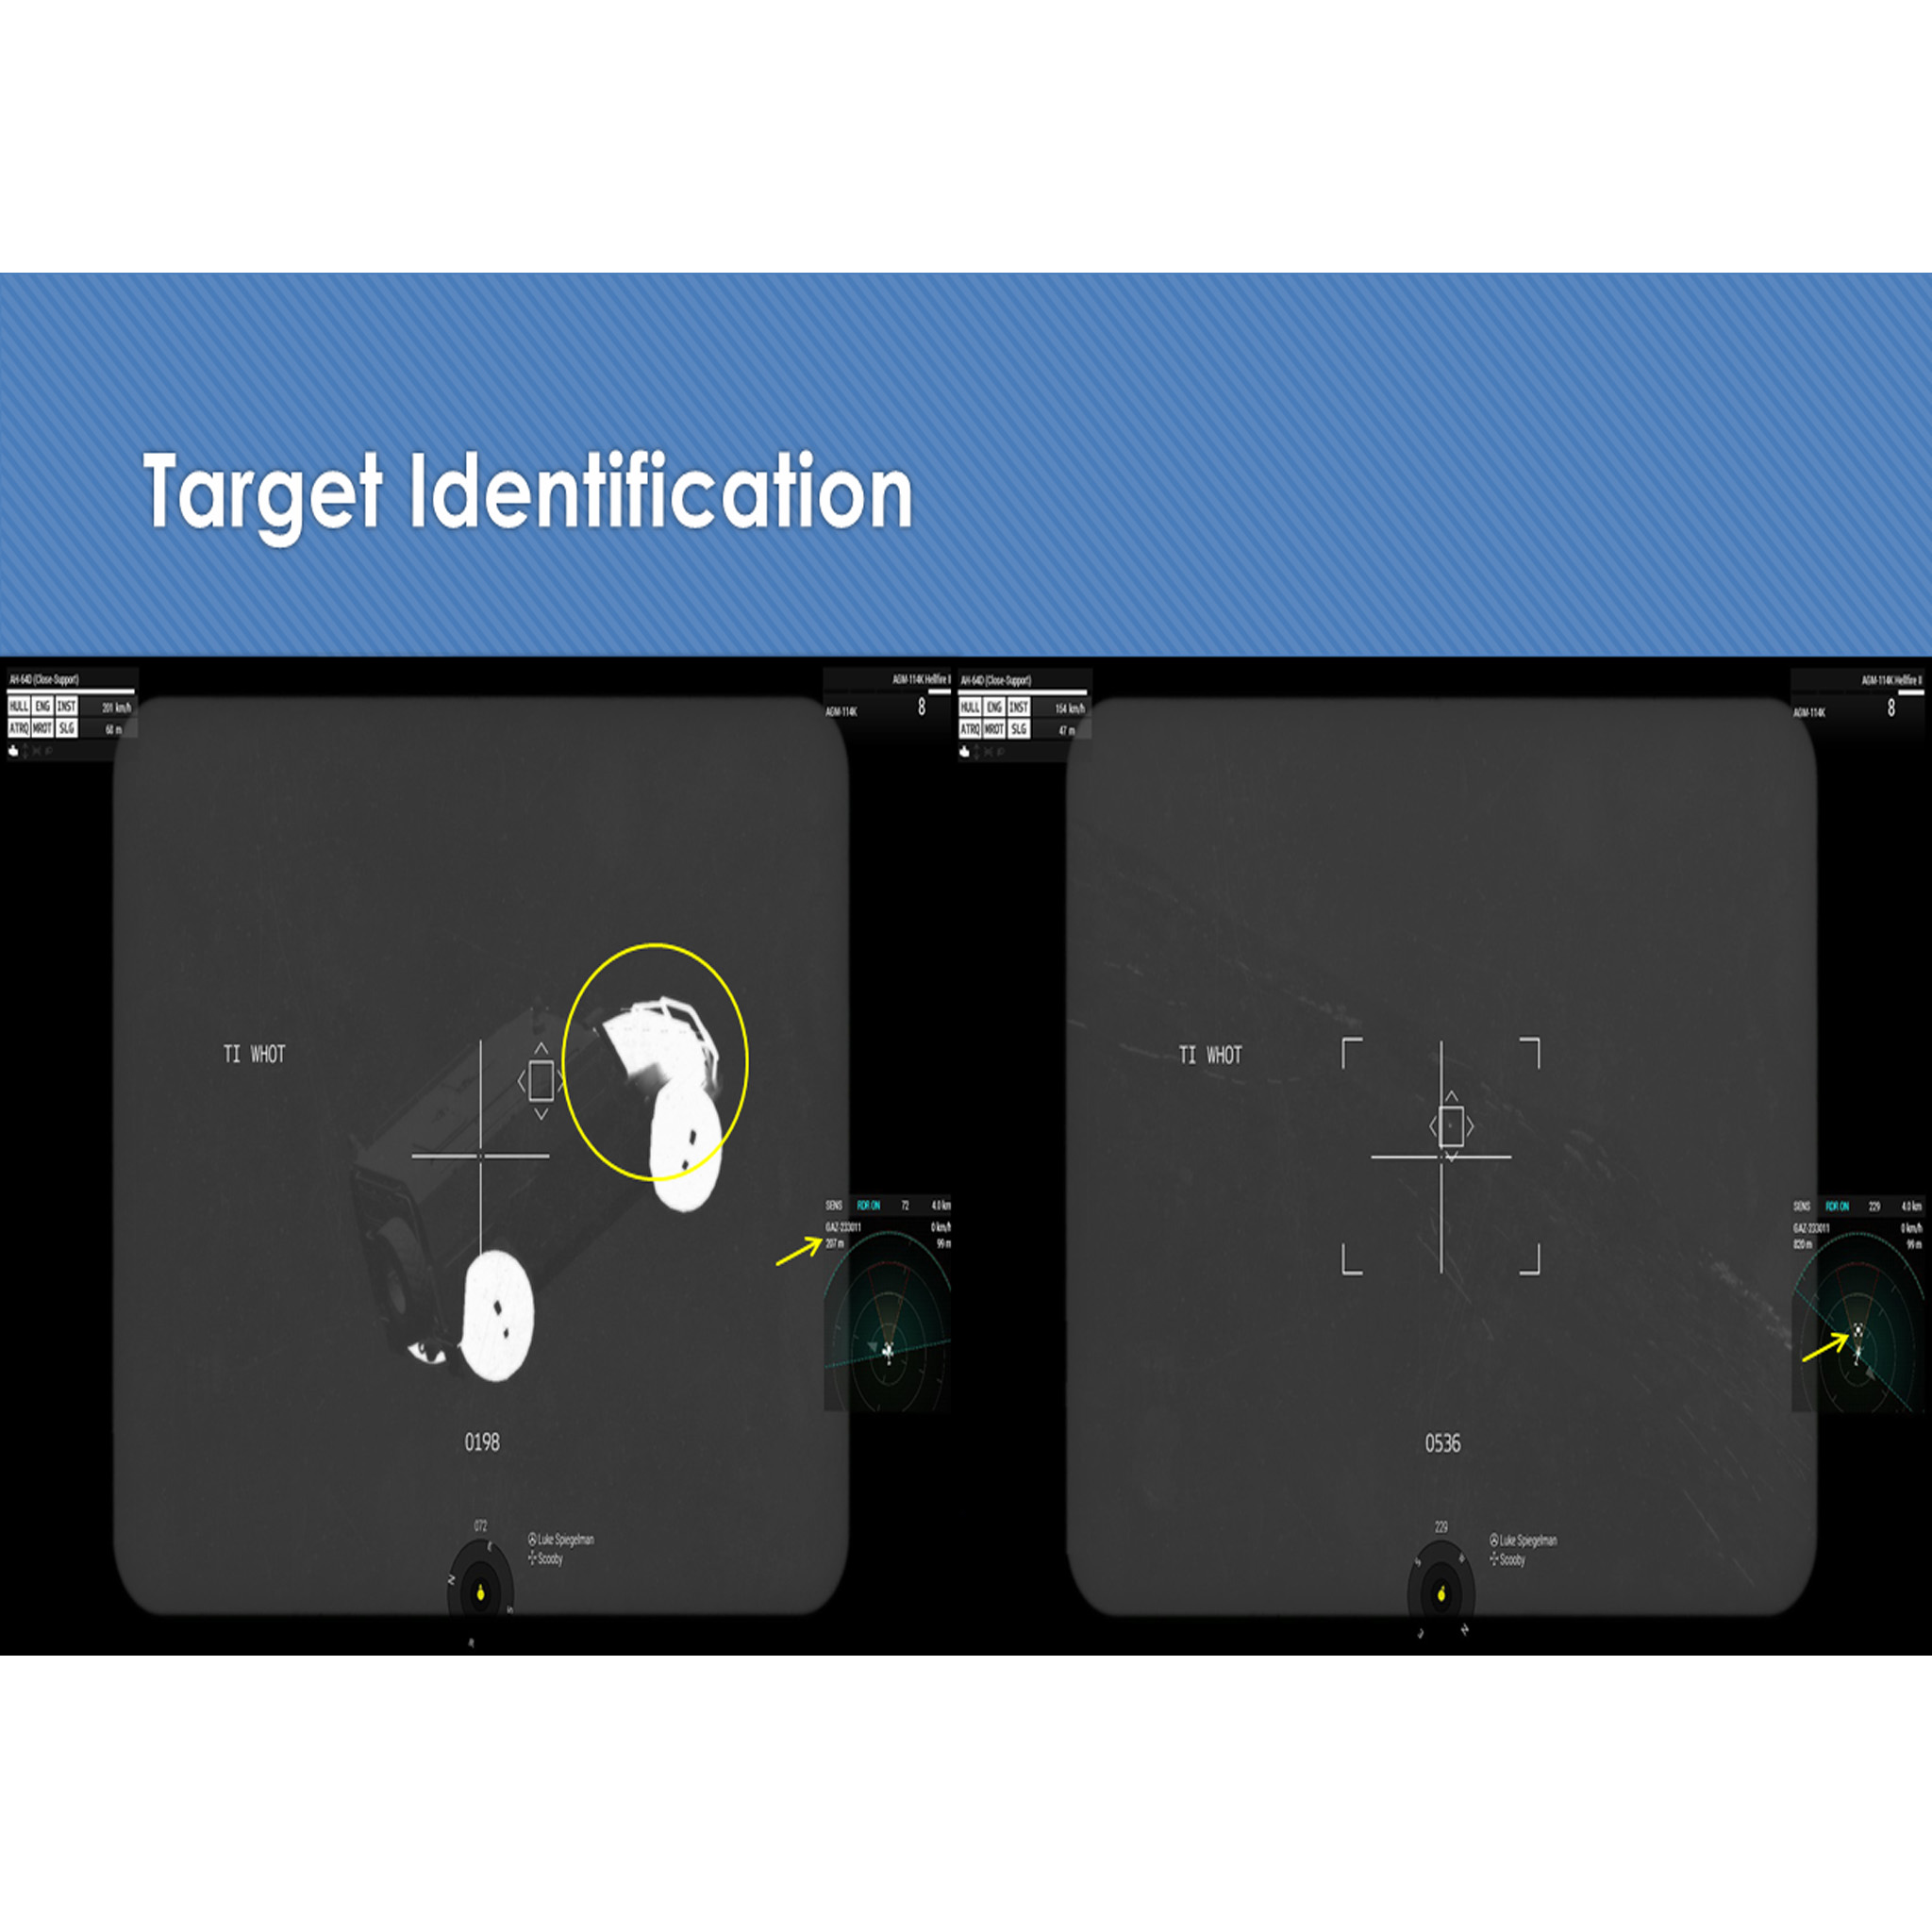 Target Identification
AH-64D (Close-Support)
HULL ENG INST 201 km/h
ATRQ MROT SLG 60 m
AGM-114K Hellfire II
AGM-114K 8
TI WHOT
SENS RDR ON 72 4.0 km
GAZ-233011 0 km/h
207 m 99 m
0198
072
N E S
Luke Spiegelman
Scooby
AH-64D (Close-Support)
HULL ENG INST 154 km/h
ATRQ MROT SLG 47 m
AGM-114K Hellfire II
AGM-114K 8
TI WHOT
SENS RDR ON 229 4.0 km
GAZ-233011 0 km/h
820 m 99 m
0536
229
S
N
Luke Spiegelman
Scooby